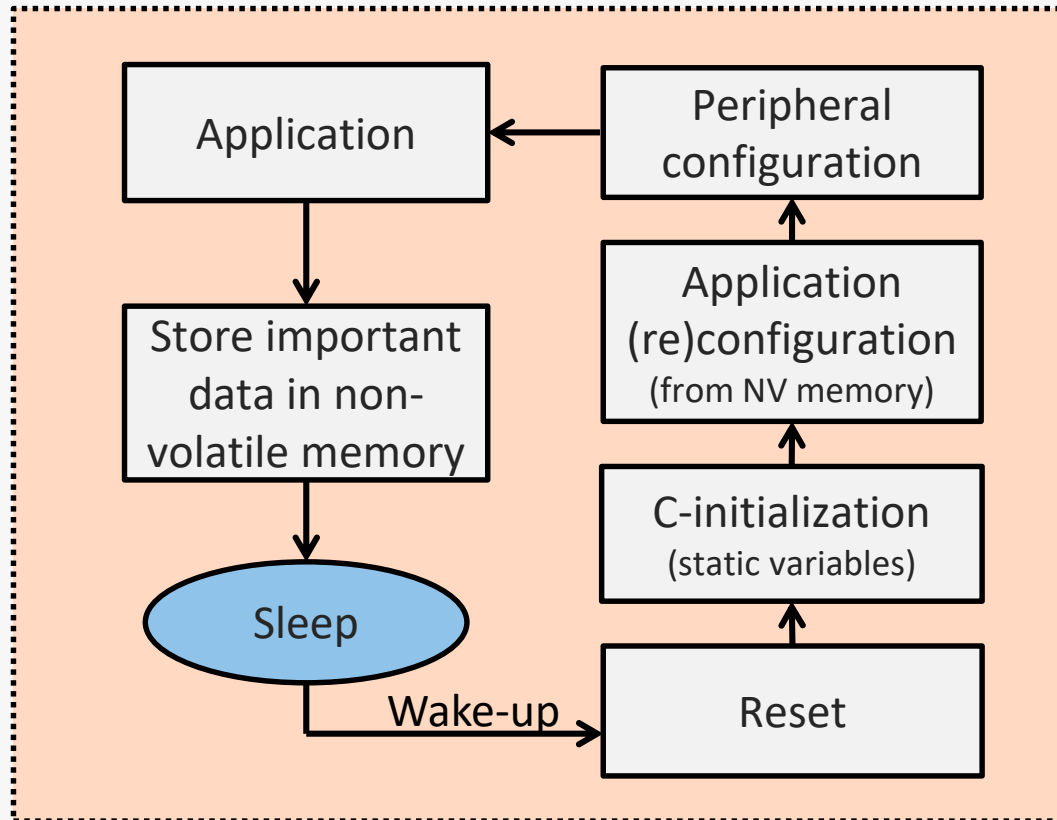 Application
Peripheral
configuration
Store important
data in non-
volatile memory
Application
(re)configuration
(from NV memory)
C-initialization
(static variables)
Sleep
Wake-up
Reset